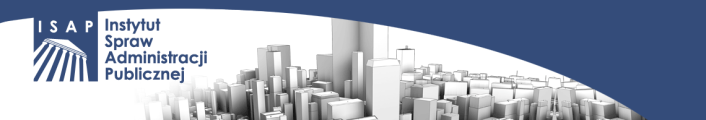 ISAP
Instytut
Spraw
Administracji
Publicznej